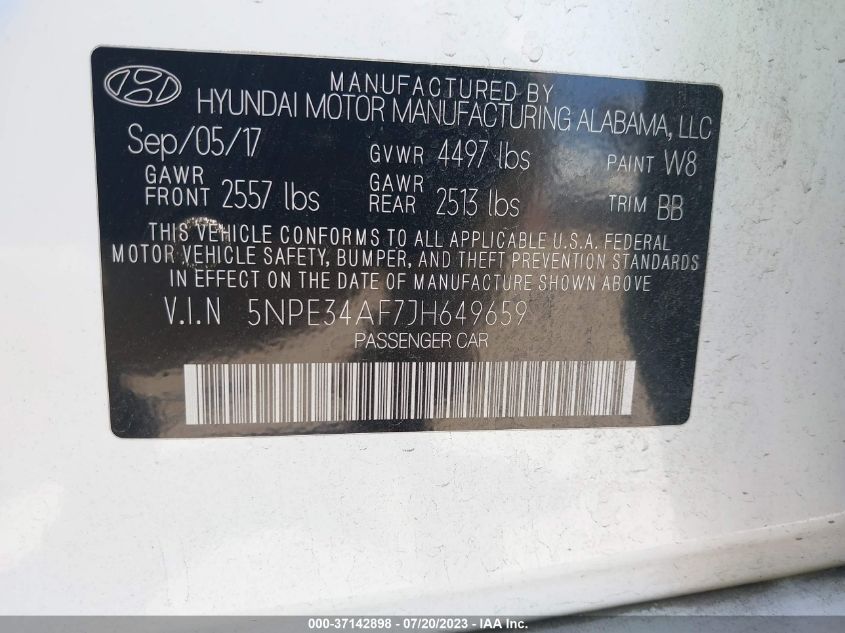 MANUFACTURED BY
HYUNDAI MOTOR MANUFACTURING ALABAMA, LLC
Sep/05/17 GVWR 4497 lbs PAINT W8
GAWR FRONT 2557 lbs GAWR REAR 2513 lbs TRIM BB
THIS VEHICLE CONFORMS TO ALL APPLICABLE U.S.A. FEDERAL
MOTOR VEHICLE SAFETY, BUMPER, AND THEFT PREVENTION STANDARDS
IN EFFECT ON THE DATE OF MANUFACTURE SHOWN ABOVE.
V.I.N 5NPE34AF7JH649659
PASSENGER CAR
000-37142898 - 07/20/2023 - IAA Inc.